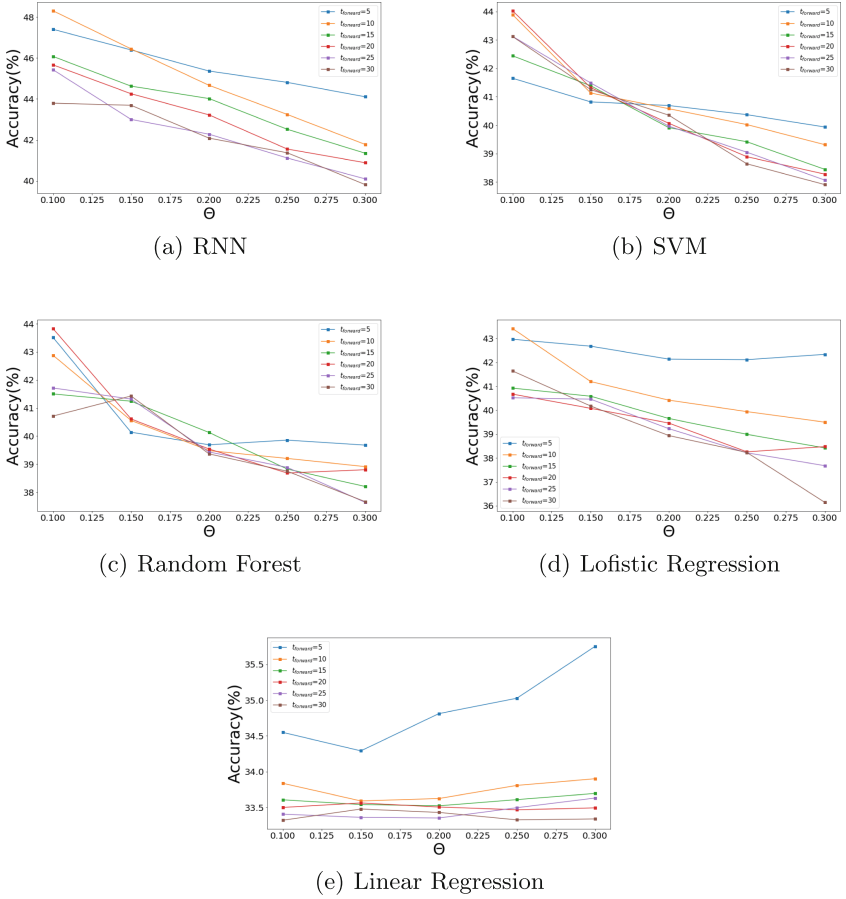 48
46
44
42
40
Accuracy(%)
t_forward=5
t_forward=10
t_forward=15
t_forward=20
t_forward=25
t_forward=30
0.100 0.125 0.150 0.175 0.200 0.225 0.250 0.275 0.300
Θ
(a) RNN
44
43
42
41
40
39
38
Accuracy(%)
t_forward=5
t_forward=10
t_forward=15
t_forward=20
t_forward=25
t_forward=30
0.100 0.125 0.150 0.175 0.200 0.225 0.250 0.275 0.300
Θ
(b) SVM
44
43
42
41
40
39
38
Accuracy(%)
t_forward=5
t_forward=10
t_forward=15
t_forward=20
t_forward=25
t_forward=30
0.100 0.125 0.150 0.175 0.200 0.225 0.250 0.275 0.300
Θ
(c) Random Forest
43
42
41
40
39
38
37
36
Accuracy(%)
t_forward=5
t_forward=10
t_forward=15
t_forward=20
t_forward=25
t_forward=30
0.100 0.125 0.150 0.175 0.200 0.225 0.250 0.275 0.300
Θ
(d) Lofistic Regression
35.5
35.0
34.5
34.0
33.5
Accuracy(%)
t_forward=5
t_forward=10
t_forward=15
t_forward=20
t_forward=25
t_forward=30
0.100 0.125 0.150 0.175 0.200 0.225 0.250 0.275 0.300
Θ
(e) Linear Regression